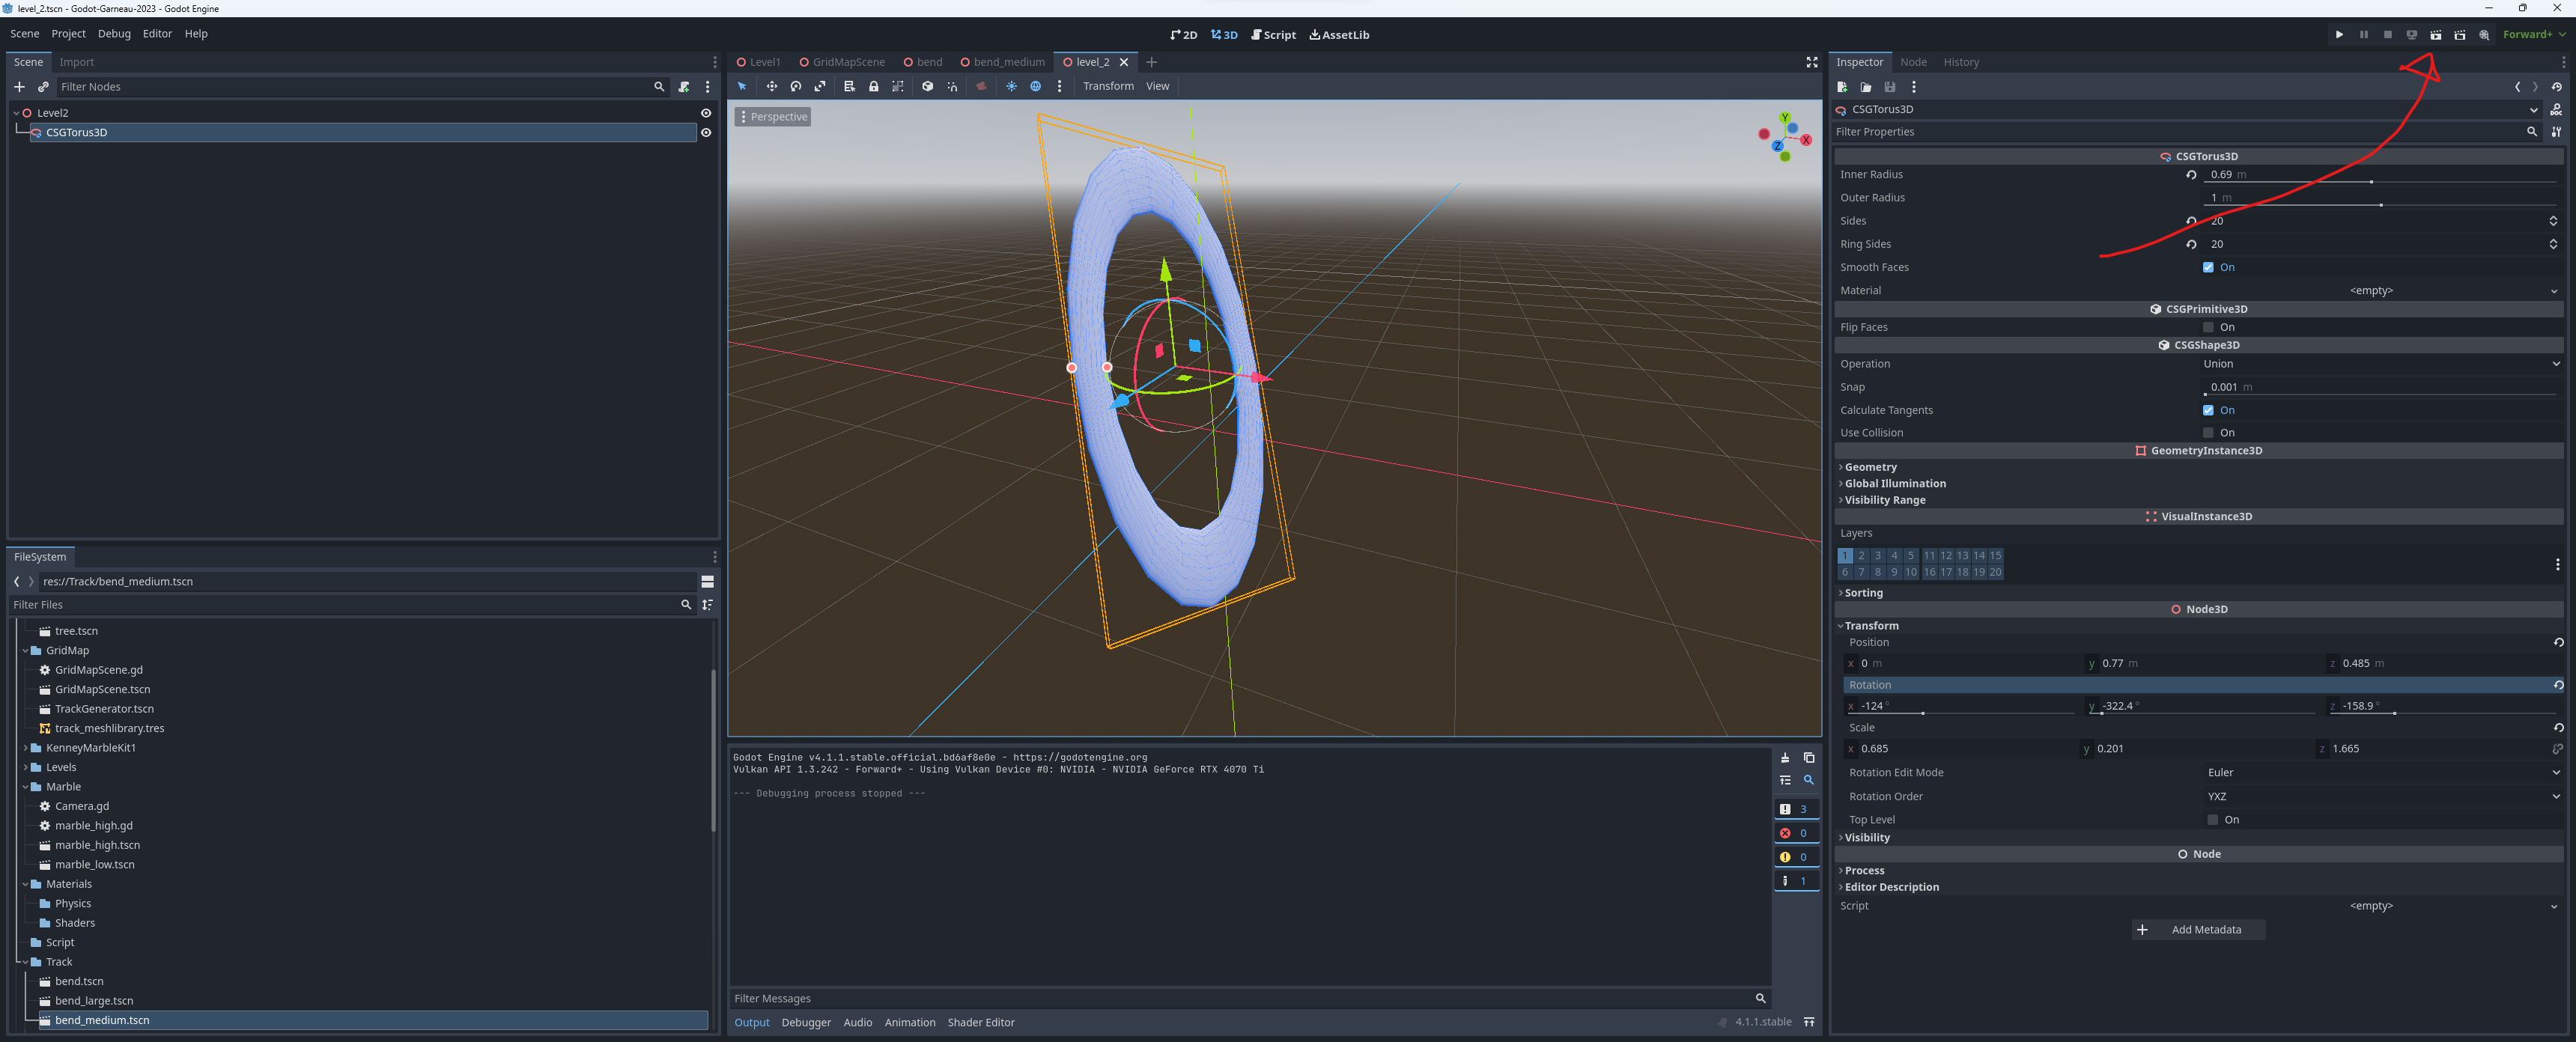 level_2.tscn - Godot-Garneau-2023 - Godot Engine
Scene Project Debug Editor Help
2D 3D Script AssetLib
Forward+
Scene Import
Filter Nodes
Level2
CSGTorus3D
FileSystem
res://Track/bend_medium.tscn
Filter Files
tree.tscn
GridMap
GridMapScene.gd
GridMapScene.tscn
TrackGenerator.tscn
track_meshlibrary.tres
KenneyMarbleKit1
Levels
Marble
Camera.gd
marble_high.gd
marble_high.tscn
marble_low.tscn
Materials
Physics
Shaders
Script
Track
bend.tscn
bend_large.tscn
bend_medium.tscn
Level1 GridMapScene bend bend_medium level_2
Transform View
Perspective
Y
X
Z
Godot Engine v4.1.1.stable.official.bd6af8e0e - https://godotengine.org
Vulkan API 1.3.242 - Forward+ - Using Vulkan Device #0: NVIDIA - NVIDIA GeForce RTX 4070 Ti
--- Debugging process stopped ---
3
0
0
1
Filter Messages
Output Debugger Audio Animation Shader Editor
4.1.1.stable
Inspector Node History
CSGTorus3D
DOC
Filter Properties
CSGTorus3D
Inner Radius 0.69 m
Outer Radius 1 m
Sides 20
Ring Sides 20
Smooth Faces On
Material <empty>
CSGPrimitive3D
Flip Faces On
CSGShape3D
Operation Union
Snap 0.001 m
Calculate Tangents On
Use Collision On
GeometryInstance3D
Geometry
Global Illumination
Visibility Range
VisualInstance3D
Layers
1 2 3 4 5 11 12 13 14 15
6 7 8 9 10 16 17 18 19 20
Sorting
Node3D
Transform
Position
x 0 m y 0.77 m z 0.485 m
Rotation
x -124 ° y -322.4 ° z -158.9 °
Scale
x 0.685 y 0.201 z 1.665
Rotation Edit Mode Euler
Rotation Order YXZ
Top Level On
Visibility
Node
Process
Editor Description
Script <empty>
Add Metadata